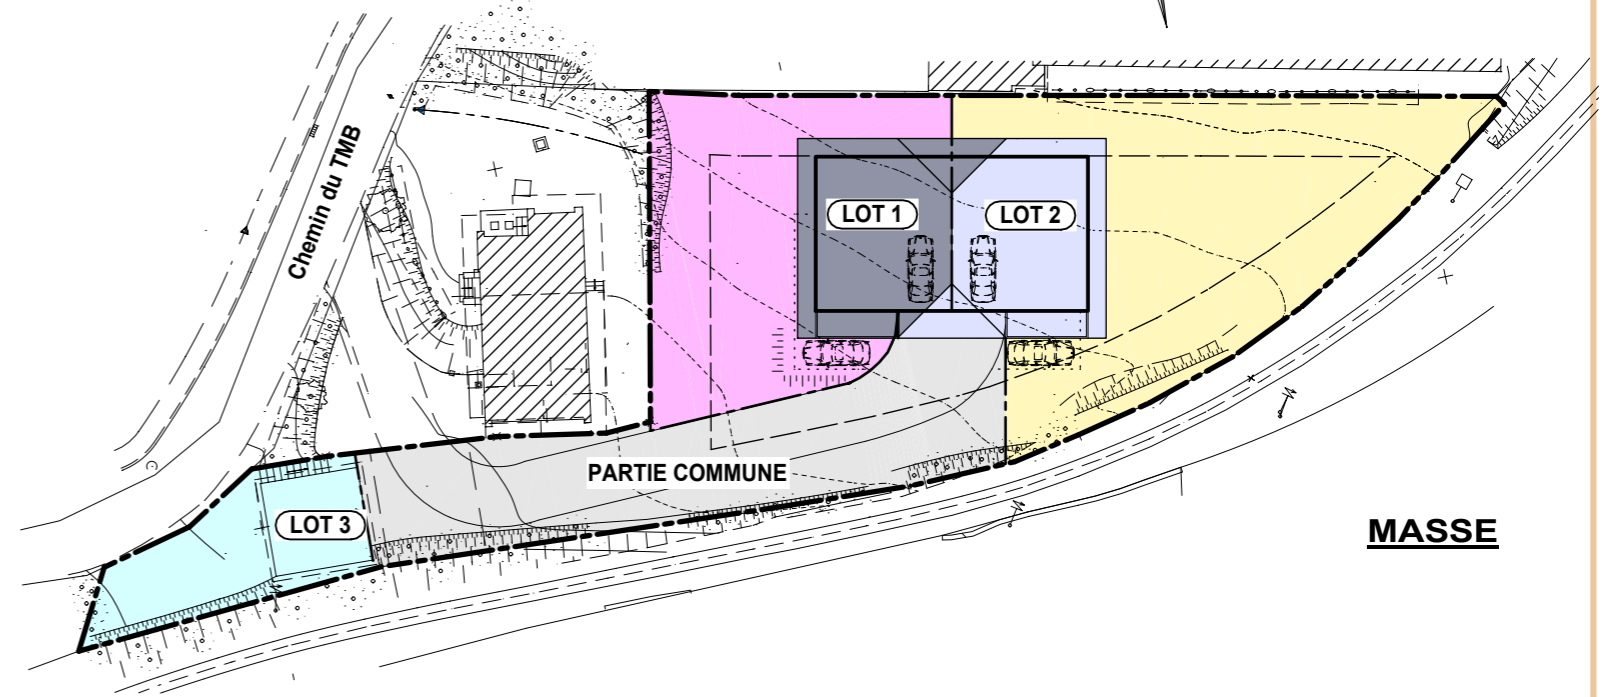 Chemin du TMB
LOT 1
LOT 2
PARTIE COMMUNE
LOT 3
MASSE